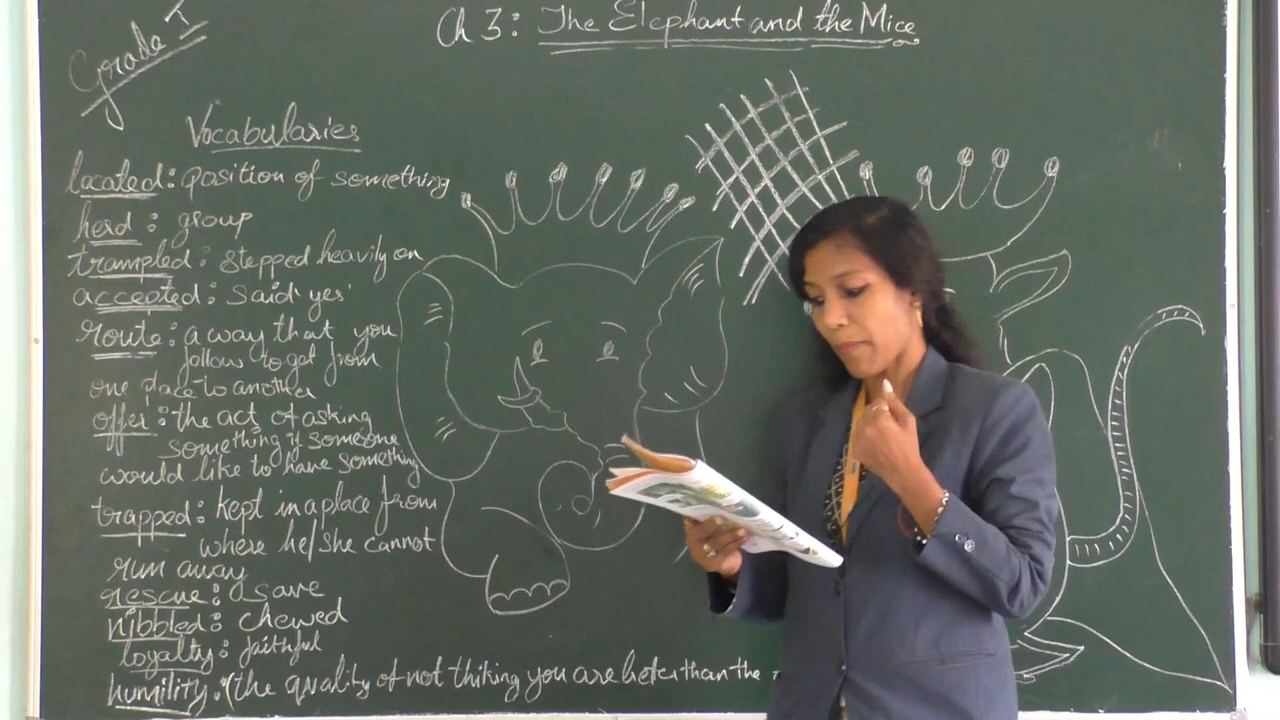 Grade I
Ch 3: The Elephant and the Mice
Vocabularies
located: position of something
herd: group
trampled: stepped heavily on
accepted: said 'yes'
route: a way that you
follow to get from
one place to another
offer: the act of asking
something if someone
would like to have something
trapped: kept in a place from
where he/she cannot
run away
rescue: save
nibbled: chewed
loyalty: faithful
humility: (the quality of not thiking you are better than the